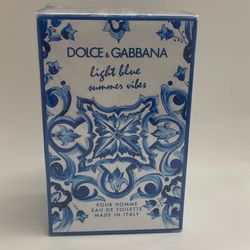 DOLCE & GABBANA
light blue
summer vibes
POUR HOMME
EAU DE TOILETTE
MADE IN ITALY